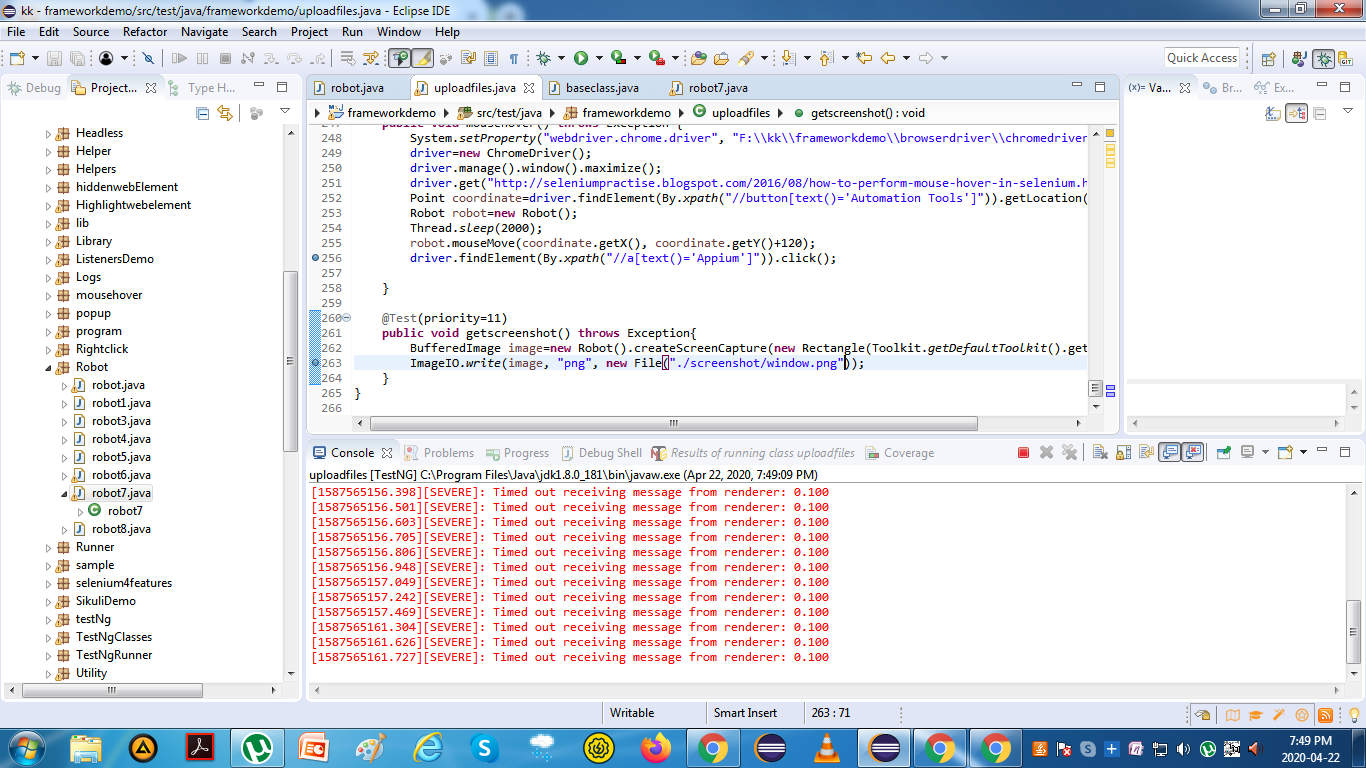 kk - frameworkdemo/src/test/java/frameworkdemo/uploadfiles.java - Eclipse IDE
File Edit Source Refactor Navigate Search Project Run Window Help
Quick Access
Debug Project... Type H...
Headless
Helper
Helpers
hiddenwebElement
Highlightwebelement
lib
Library
ListenersDemo
Logs
mousehover
popup
program
Rightclick
Robot
robot.java
robot1.java
robot3.java
robot4.java
robot5.java
robot6.java
robot7.java
robot7
robot8.java
Runner
sample
selenium4features
SikuliDemo
testNg
TestNgClasses
TestNgRunner
Utility
robot.java uploadfiles.java baseclass.java robot7.java
frameworkdemo src/test/java frameworkdemo uploadfiles getscreenshot() : void
248 System.setProperty("webdriver.chrome.driver", "F:\\kk\\frameworkdemo\\browserdriver\\chromedriver
249 driver=new ChromeDriver();
250 driver.manage().window().maximize();
251 driver.get("http://seleniumpractise.blogspot.com/2016/08/how-to-perform-mouse-hover-in-selenium.h
252 Point coordinate=driver.findElement(By.xpath("//button[text()='Automation Tools']")).getLocation(
253 Robot robot=new Robot();
254 Thread.sleep(2000);
255 robot.mouseMove(coordinate.getX(), coordinate.getY()+120);
256 driver.findElement(By.xpath("//a[text()='Appium']")).click();
257
258 }
259
260 @Test(priority=11)
261 public void getscreenshot() throws Exception{
262 BufferedImage image=new Robot().createScreenCapture(new Rectangle(Toolkit.getDefaultToolkit().get
263 ImageIO.write(image, "png", new File("./screenshot/window.png"));
264 }
265 }
266
(x)= Va... Br... Ex...
Console Problems Progress Debug Shell Results of running class uploadfiles Coverage
uploadfiles [TestNG] C:\Program Files\Java\jdk1.8.0_181\bin\javaw.exe (Apr 22, 2020, 7:49:09 PM)
[1587565156.398][SEVERE]: Timed out receiving message from renderer: 0.100
[1587565156.501][SEVERE]: Timed out receiving message from renderer: 0.100
[1587565156.603][SEVERE]: Timed out receiving message from renderer: 0.100
[1587565156.705][SEVERE]: Timed out receiving message from renderer: 0.100
[1587565156.806][SEVERE]: Timed out receiving message from renderer: 0.100
[1587565156.948][SEVERE]: Timed out receiving message from renderer: 0.100
[1587565157.049][SEVERE]: Timed out receiving message from renderer: 0.100
[1587565157.242][SEVERE]: Timed out receiving message from renderer: 0.100
[1587565157.469][SEVERE]: Timed out receiving message from renderer: 0.100
[1587565161.304][SEVERE]: Timed out receiving message from renderer: 0.100
[1587565161.626][SEVERE]: Timed out receiving message from renderer: 0.100
[1587565161.727][SEVERE]: Timed out receiving message from renderer: 0.100
Writable Smart Insert 263 : 71
7:49 PM
2020-04-22